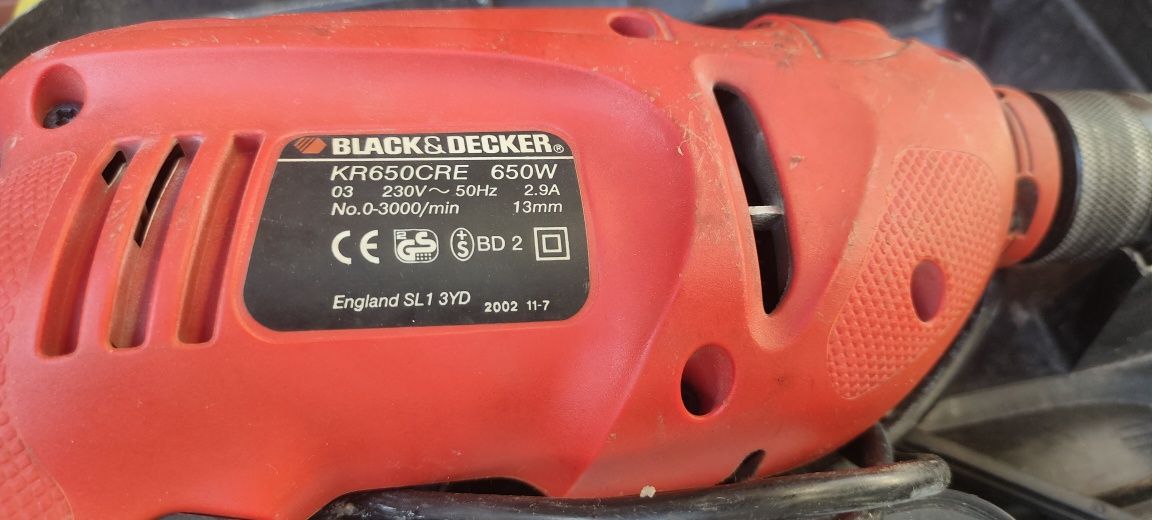 BLACK&DECKER®
KR650CRE 650W
03 230V~ 50Hz 2.9A
No.0-3000/min 13mm
CE GS S BD 2
England SL1 3YD 2002 11-7